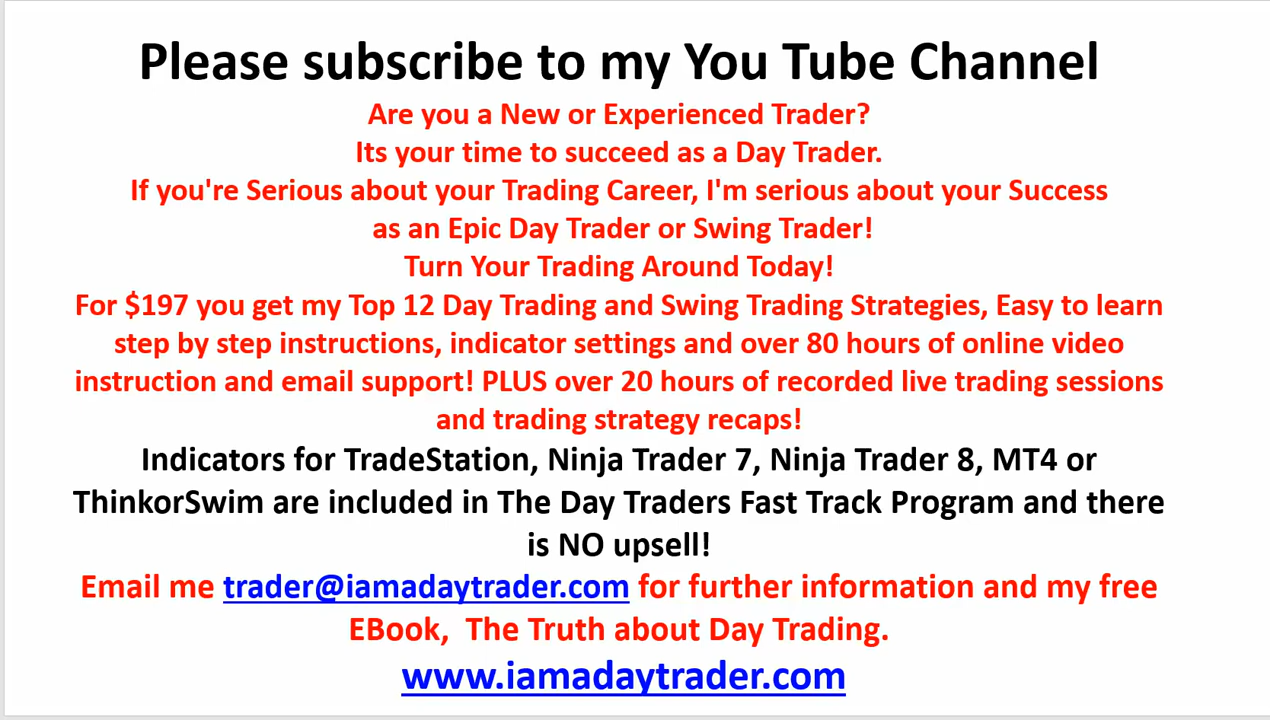 Please subscribe to my You Tube Channel
Are you a New or Experienced Trader?
Its your time to succeed as a Day Trader.
If you're Serious about your Trading Career, I'm serious about your Success
as an Epic Day Trader or Swing Trader!
Turn Your Trading Around Today!
For $197 you get my Top 12 Day Trading and Swing Trading Strategies, Easy to learn
step by step instructions, indicator settings and over 80 hours of online video
instruction and email support! PLUS over 20 hours of recorded live trading sessions
and trading strategy recaps!
Indicators for TradeStation, Ninja Trader 7, Ninja Trader 8, MT4 or
ThinkorSwim are included in The Day Traders Fast Track Program and there
is NO upsell!
Email me trader@iamadaytrader.com for further information and my free
EBook,  The Truth about Day Trading.
www.iamadaytrader.com